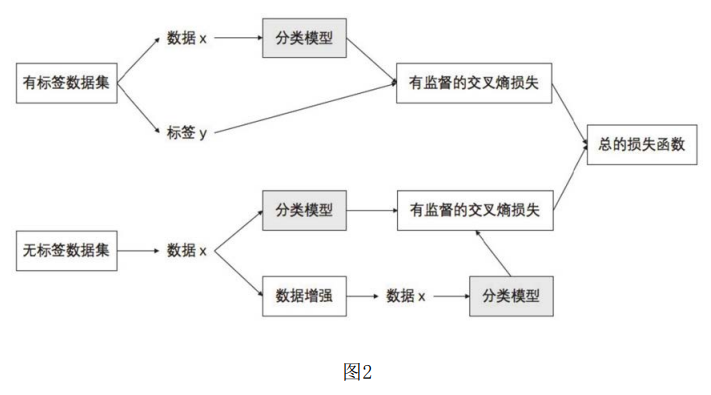 数据 x
分类模型
有标签数据集
有监督的交叉熵损失
标签 y
总的损失函数
分类模型
有监督的交叉熵损失
无标签数据集
数据 x
数据增强
数据 x
分类模型
图2